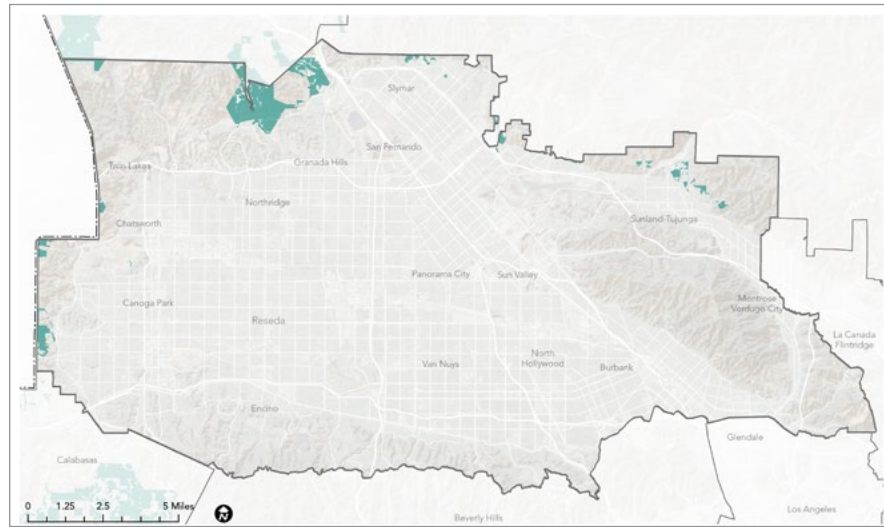 Slymar
San Fernando
Twin Lakes
Granada Hills
Northridge
Sunland-Tujunga
Chatsworth
Panorama City
Sun Valley
Canoga Park
Montrose
Verdugo City
Reseda
La Canada
Flintridge
North
Hollywood
Van Nuys
Burbank
Encino
Glendale
Calabasas
0 1.25 2.5 5 Miles
N
Los Angeles
Beverly Hills